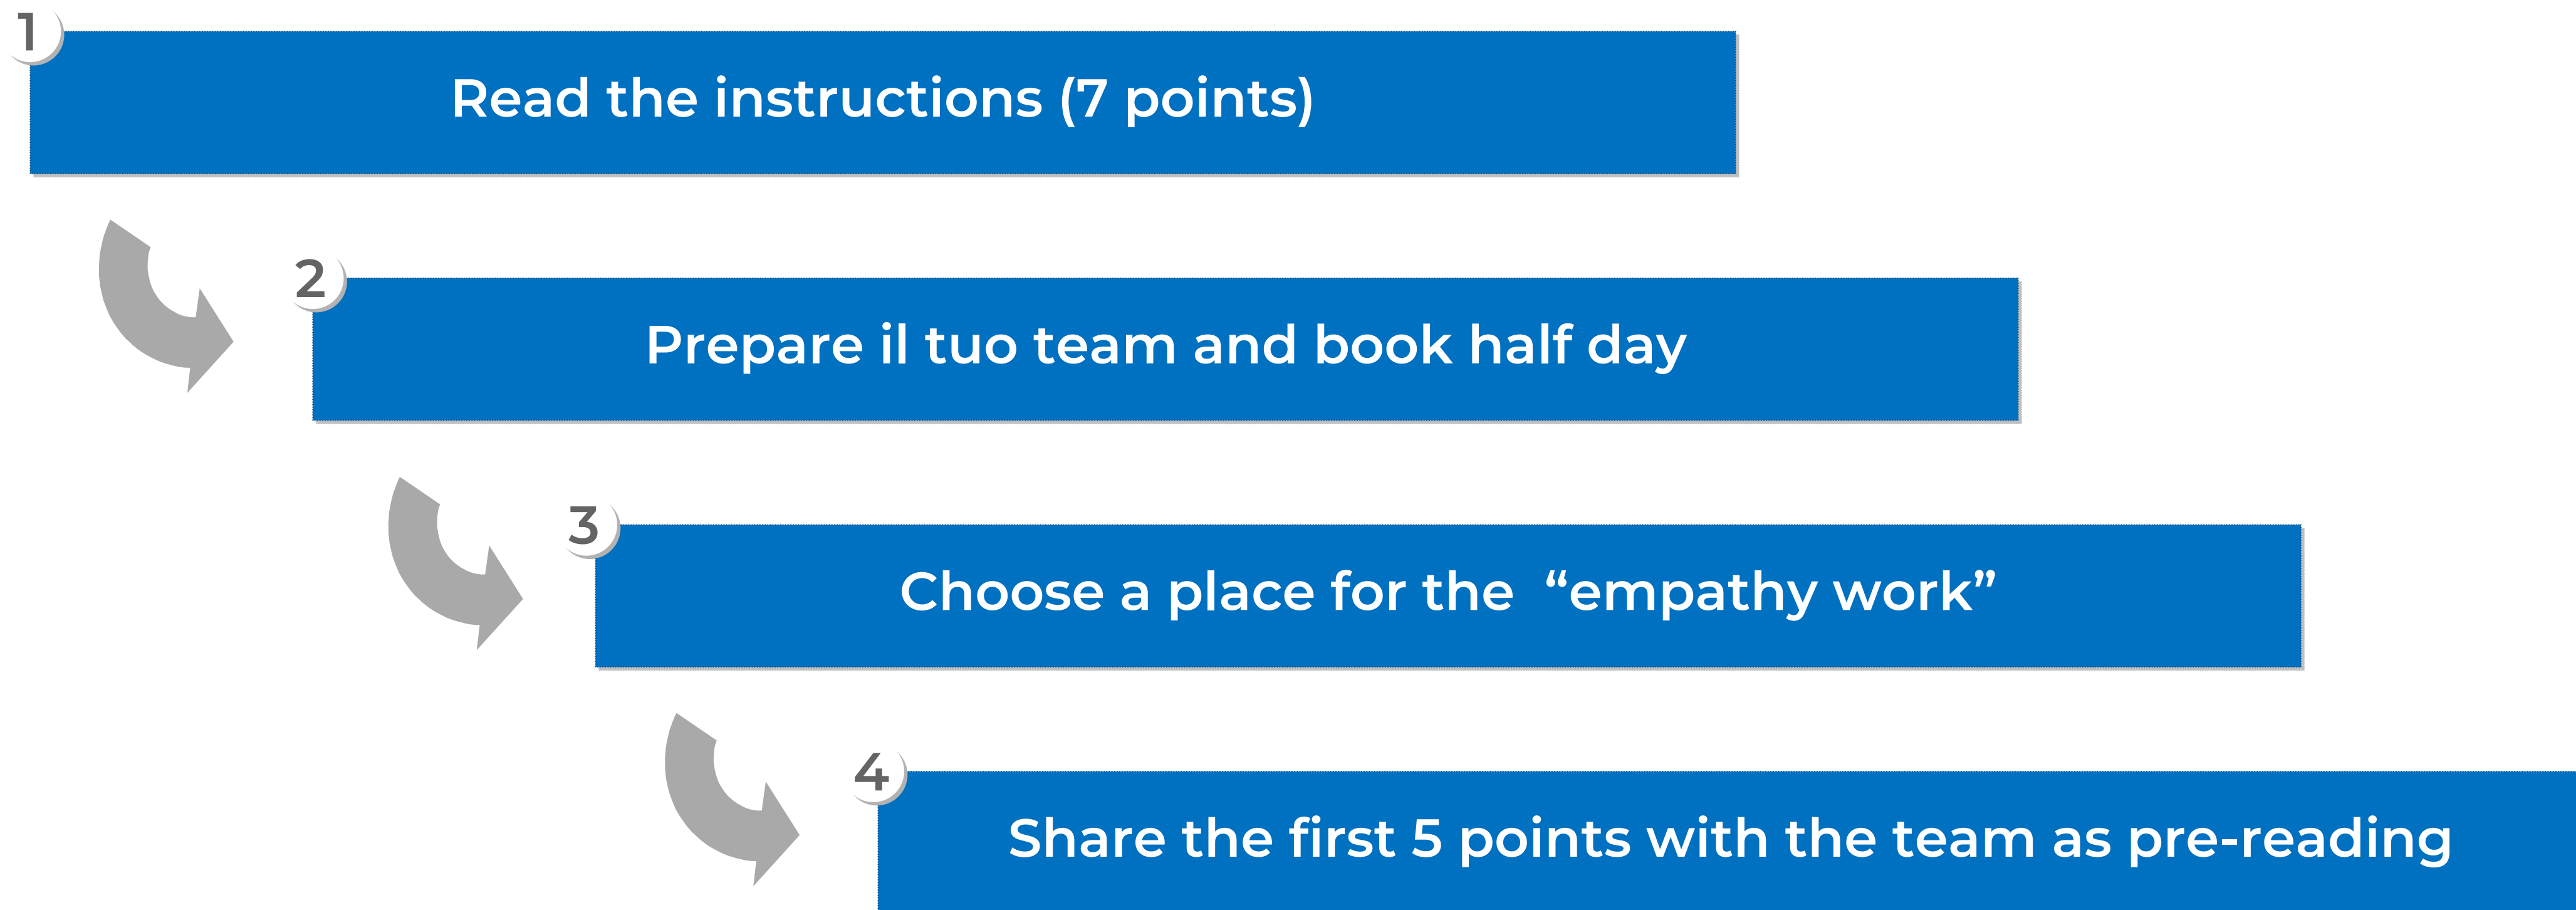 1
Read the instructions (7 points)
2
Prepare il tuo team and book half day
3
Choose a place for the  “empathy work”
4
Share the first 5 points with the team as pre-reading